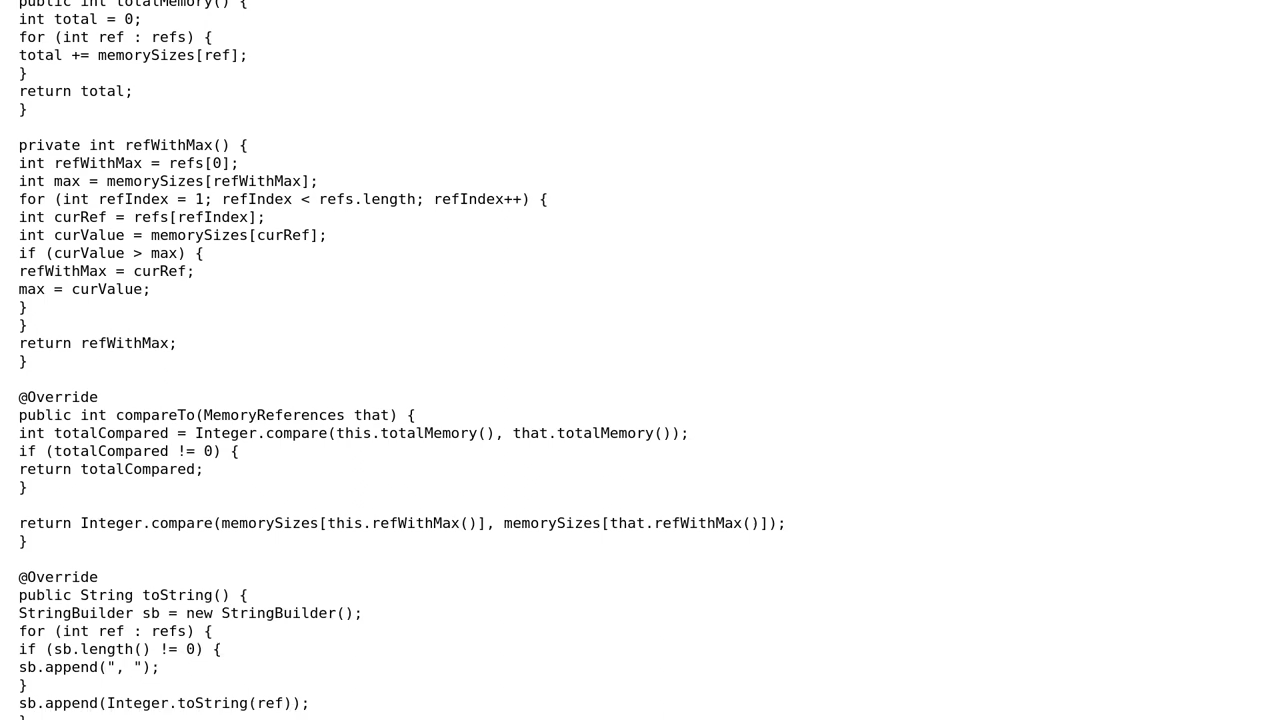 public int totalMemory() {
int total = 0;
for (int ref : refs) {
total += memorySizes[ref];
}
return total;
}

private int refWithMax() {
int refWithMax = refs[0];
int max = memorySizes[refWithMax];
for (int refIndex = 1; refIndex < refs.length; refIndex++) {
int curRef = refs[refIndex];
int curValue = memorySizes[curRef];
if (curValue > max) {
refWithMax = curRef;
max = curValue;
}
}
return refWithMax;
}

@Override
public int compareTo(MemoryReferences that) {
int totalCompared = Integer.compare(this.totalMemory(), that.totalMemory());
if (totalCompared != 0) {
return totalCompared;
}

return Integer.compare(memorySizes[this.refWithMax()], memorySizes[that.refWithMax()]);
}

@Override
public String toString() {
StringBuilder sb = new StringBuilder();
for (int ref : refs) {
if (sb.length() != 0) {
sb.append(", ");
}
sb.append(Integer.toString(ref));
}